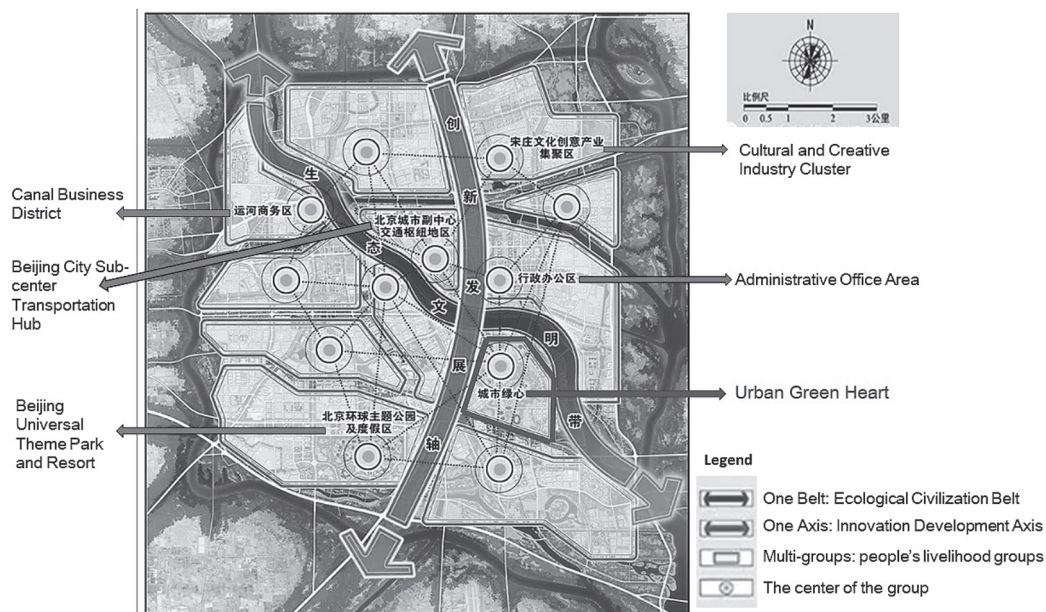 N
比例尺
0 0.5 1 2 3公里
Cultural and Creative
Industry Cluster
Administrative Office Area
Urban Green Heart
Canal Business
District
Beijing City Sub-
center
Transportation
Hub
Beijing
Universal
Theme Park
and Resort
创新发展轴
生态文明带
宋庄文化创意产业
集聚区
运河商务区
北京城市副中心
交通枢纽地区
行政办公区
城市绿心
北京环球主题公园
及度假区
Legend
One Belt: Ecological Civilization Belt
One Axis: Innovation Development Axis
Multi-groups: people's livelihood groups
The center of the group